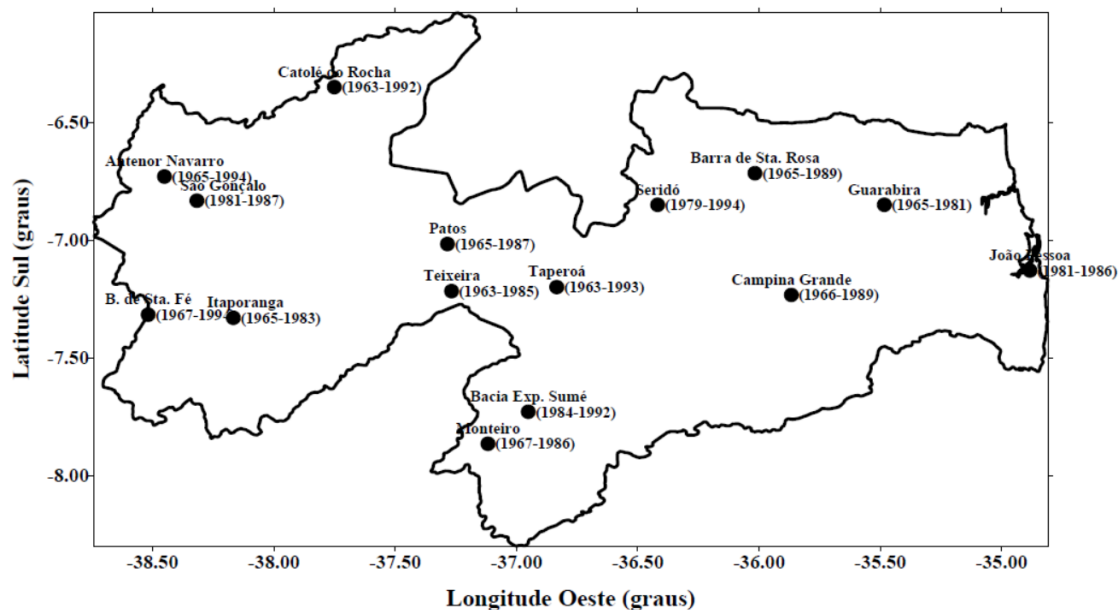 Catolé do Rocha
(1963-1992)
-6.50
Antenor Navarro
(1965-1994)
São Gonçalo
(1981-1987)
Barra de Sta. Rosa
(1965-1989)
Seridó
(1979-1994)
Guarabira
(1965-1981)
-7.00
Patos
(1965-1987)
João Pessoa
(1981-1986)
Teixeira
(1963-1985)
Taperoá
(1963-1993)
Campina Grande
(1966-1989)
B. de Sta. Fé
(1967-1994)
Itaporanga
(1965-1983)
-7.50
Bacia Exp. Sumé
(1984-1992)
Monteiro
(1967-1986)
-8.00
Latitude Sul (graus)
-38.50 -38.00 -37.50 -37.00 -36.50 -36.00 -35.50 -35.00
Longitude Oeste (graus)